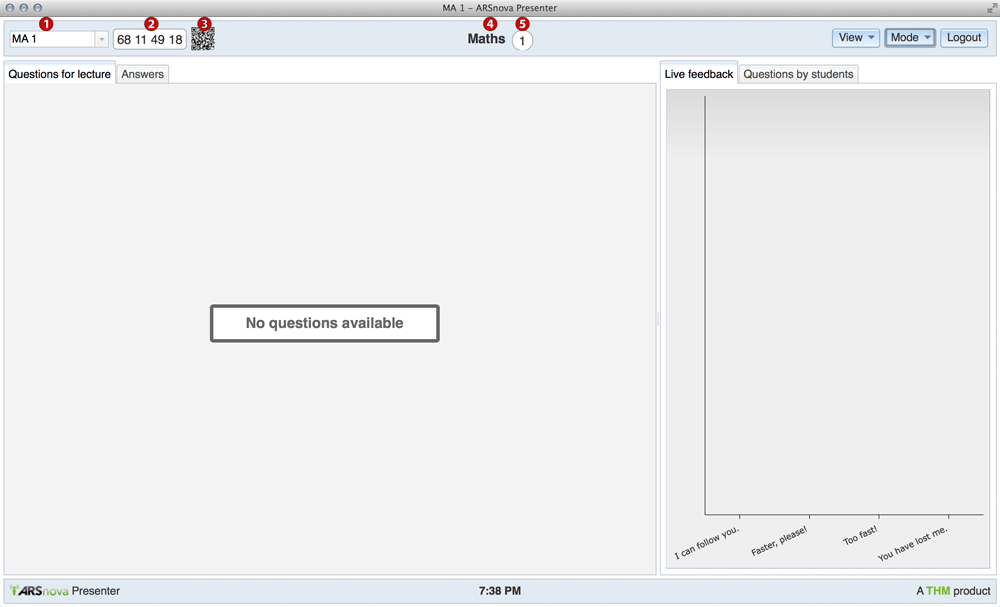 MA 1 – ARSnova Presenter
1 2 3 4 5
MA 1 68 11 49 18 Maths 1 View Mode Logout
Questions for lecture Answers
Live feedback Questions by students
No questions available
I can follow you. Faster, please! Too fast! You have lost me.
ARSnova Presenter 7:38 PM A THM product